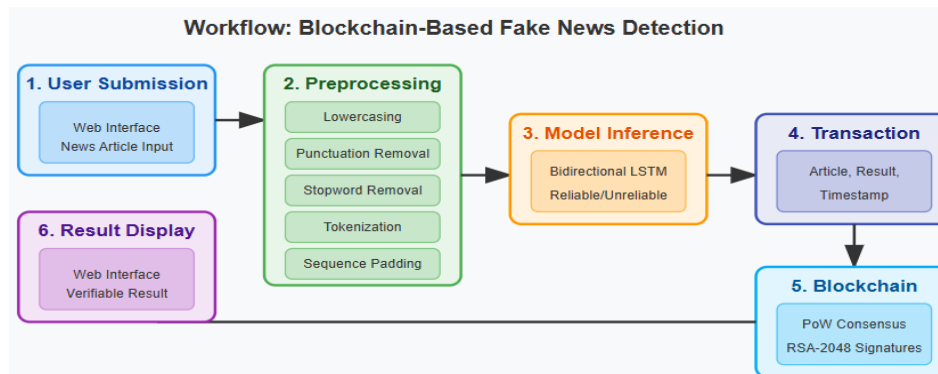 Workflow: Blockchain-Based Fake News Detection
1. User Submission
Web Interface
News Article Input
2. Preprocessing
Lowercasing
Punctuation Removal
Stopword Removal
Tokenization
Sequence Padding
3. Model Inference
Bidirectional LSTM
Reliable/Unreliable
4. Transaction
Article, Result,
Timestamp
5. Blockchain
PoW Consensus
RSA-2048 Signatures
6. Result Display
Web Interface
Verifiable Result